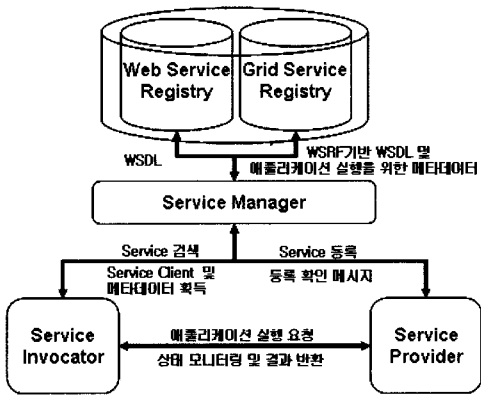 Web Service
Registry
Grid Service
Registry
WSDL
WSRF기반 WSDL 및
애플리케이션 실행을 위한 메타데이터
Service Manager
Service 검색
Service Client 및
메타데이터 획득
Service 등록
등록 확인 메시지
Service
Invocator
애플리케이션 실행 요청
상태 모니터링 및 결과 반환
Service
Provider